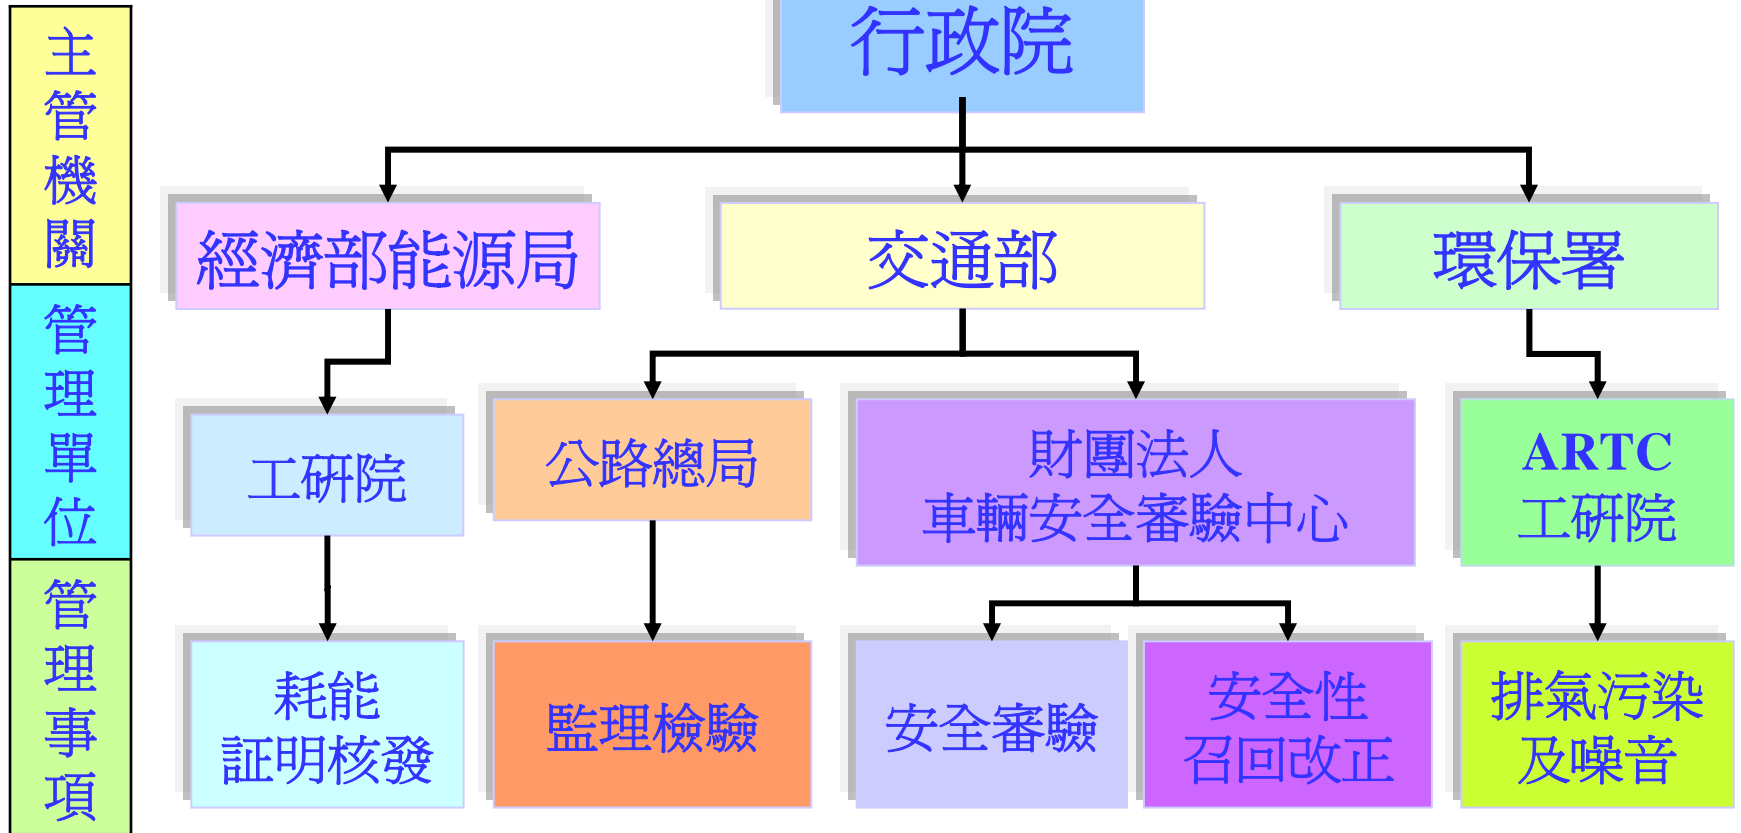 主管機關
管理單位
管理事項
行政院
經濟部能源局
交通部
環保署
工研院
公路總局
財團法人
車輛安全審驗中心
ARTC
工研院
耗能
証明核發
監理檢驗
安全審驗
安全性
召回改正
排氣污染
及噪音